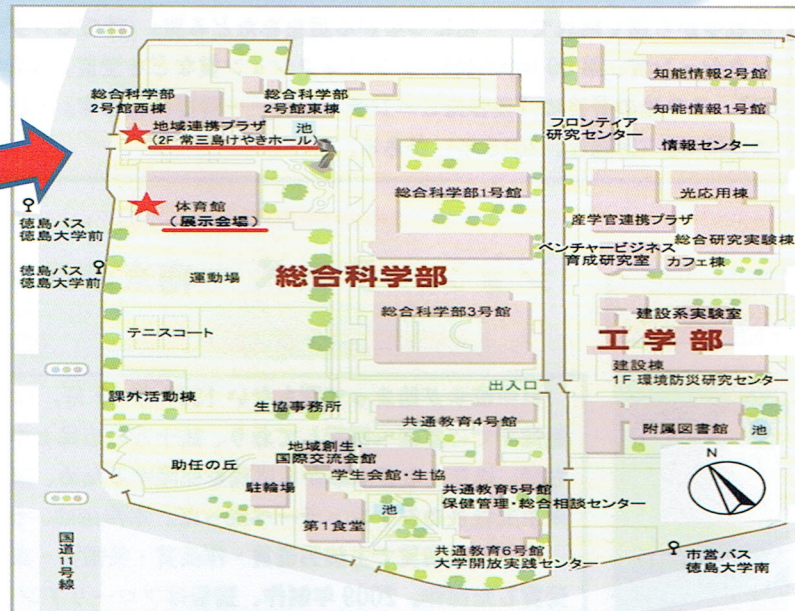 総合科学部
2号館西棟
総合科学部
2号館東棟
地域連携プラザ
(2F 常三島けやきホール)
池
体育館
(展示会場)
徳島バス
徳島大学前
徳島バス
徳島大学前
運動場
総合科学部
テニスコート
課外活動棟
総合科学部1号館
総合科学部3号館
知能情報2号館
知能情報1号館
フロンティア
研究センター
情報センター
光応用棟
産学官連携プラザ
総合研究実験棟
ベンチャービジネス
育成研究室
カフェ棟
建設系実験室
工学部
建設棟
1F 環境防災研究センター
出入口
生協事務所
共通教育4号館
附属図書館
池
地域創生・
国際交流会館
助任の丘
学生会館・生協
駐輪場
共通教育5号館
保健管理・総合相談センター
池
第1食堂
共通教育6号館
大学開放実践センター
N
国道11号線
市営バス
徳島大学南